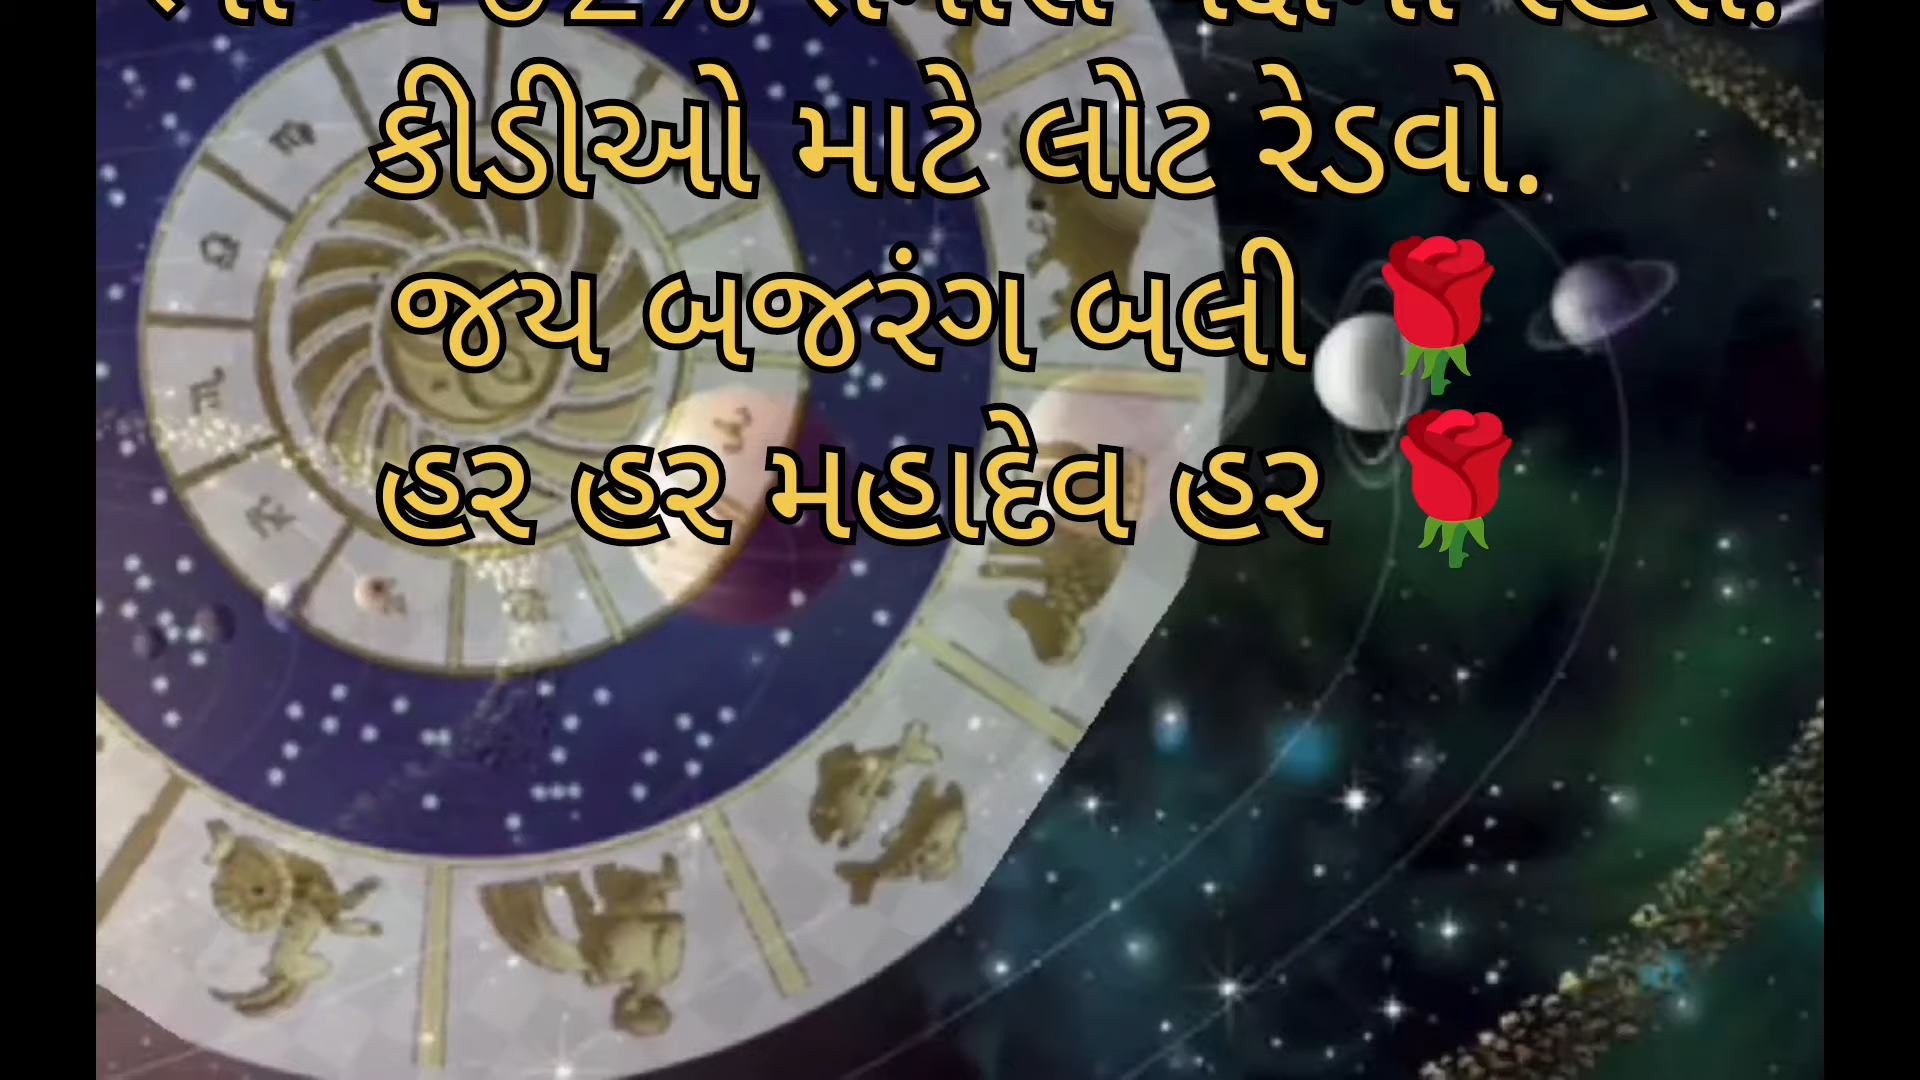 કીડીઓ માટે લોટ રેડવો.
જય બજરંગ બલી 🌹
હર હર મહાદેવ હર 🌹